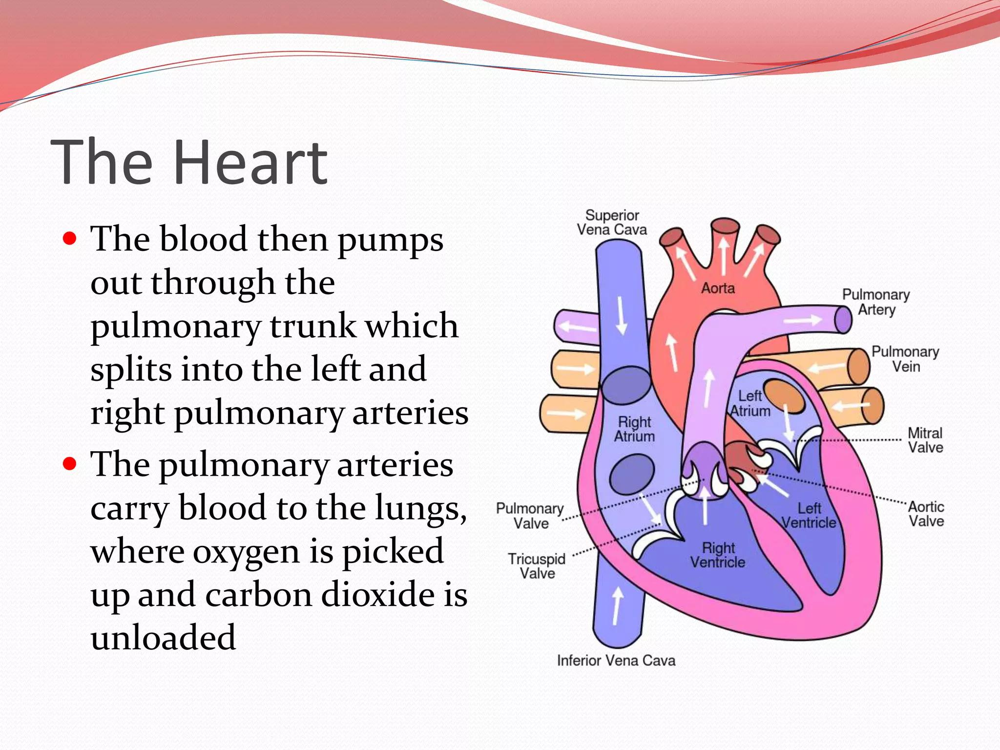 The Heart
The blood then pumps
out through the
pulmonary trunk which
splits into the left and
right pulmonary arteries
The pulmonary arteries
carry blood to the lungs,
where oxygen is picked
up and carbon dioxide is
unloaded
Superior
Vena Cava
Aorta
Pulmonary
Artery
Pulmonary
Vein
Left
Atrium
Right
Atrium
Mitral
Valve
Pulmonary
Valve
Left
Ventricle
Aortic
Valve
Right
Ventricle
Tricuspid
Valve
Inferior Vena Cava